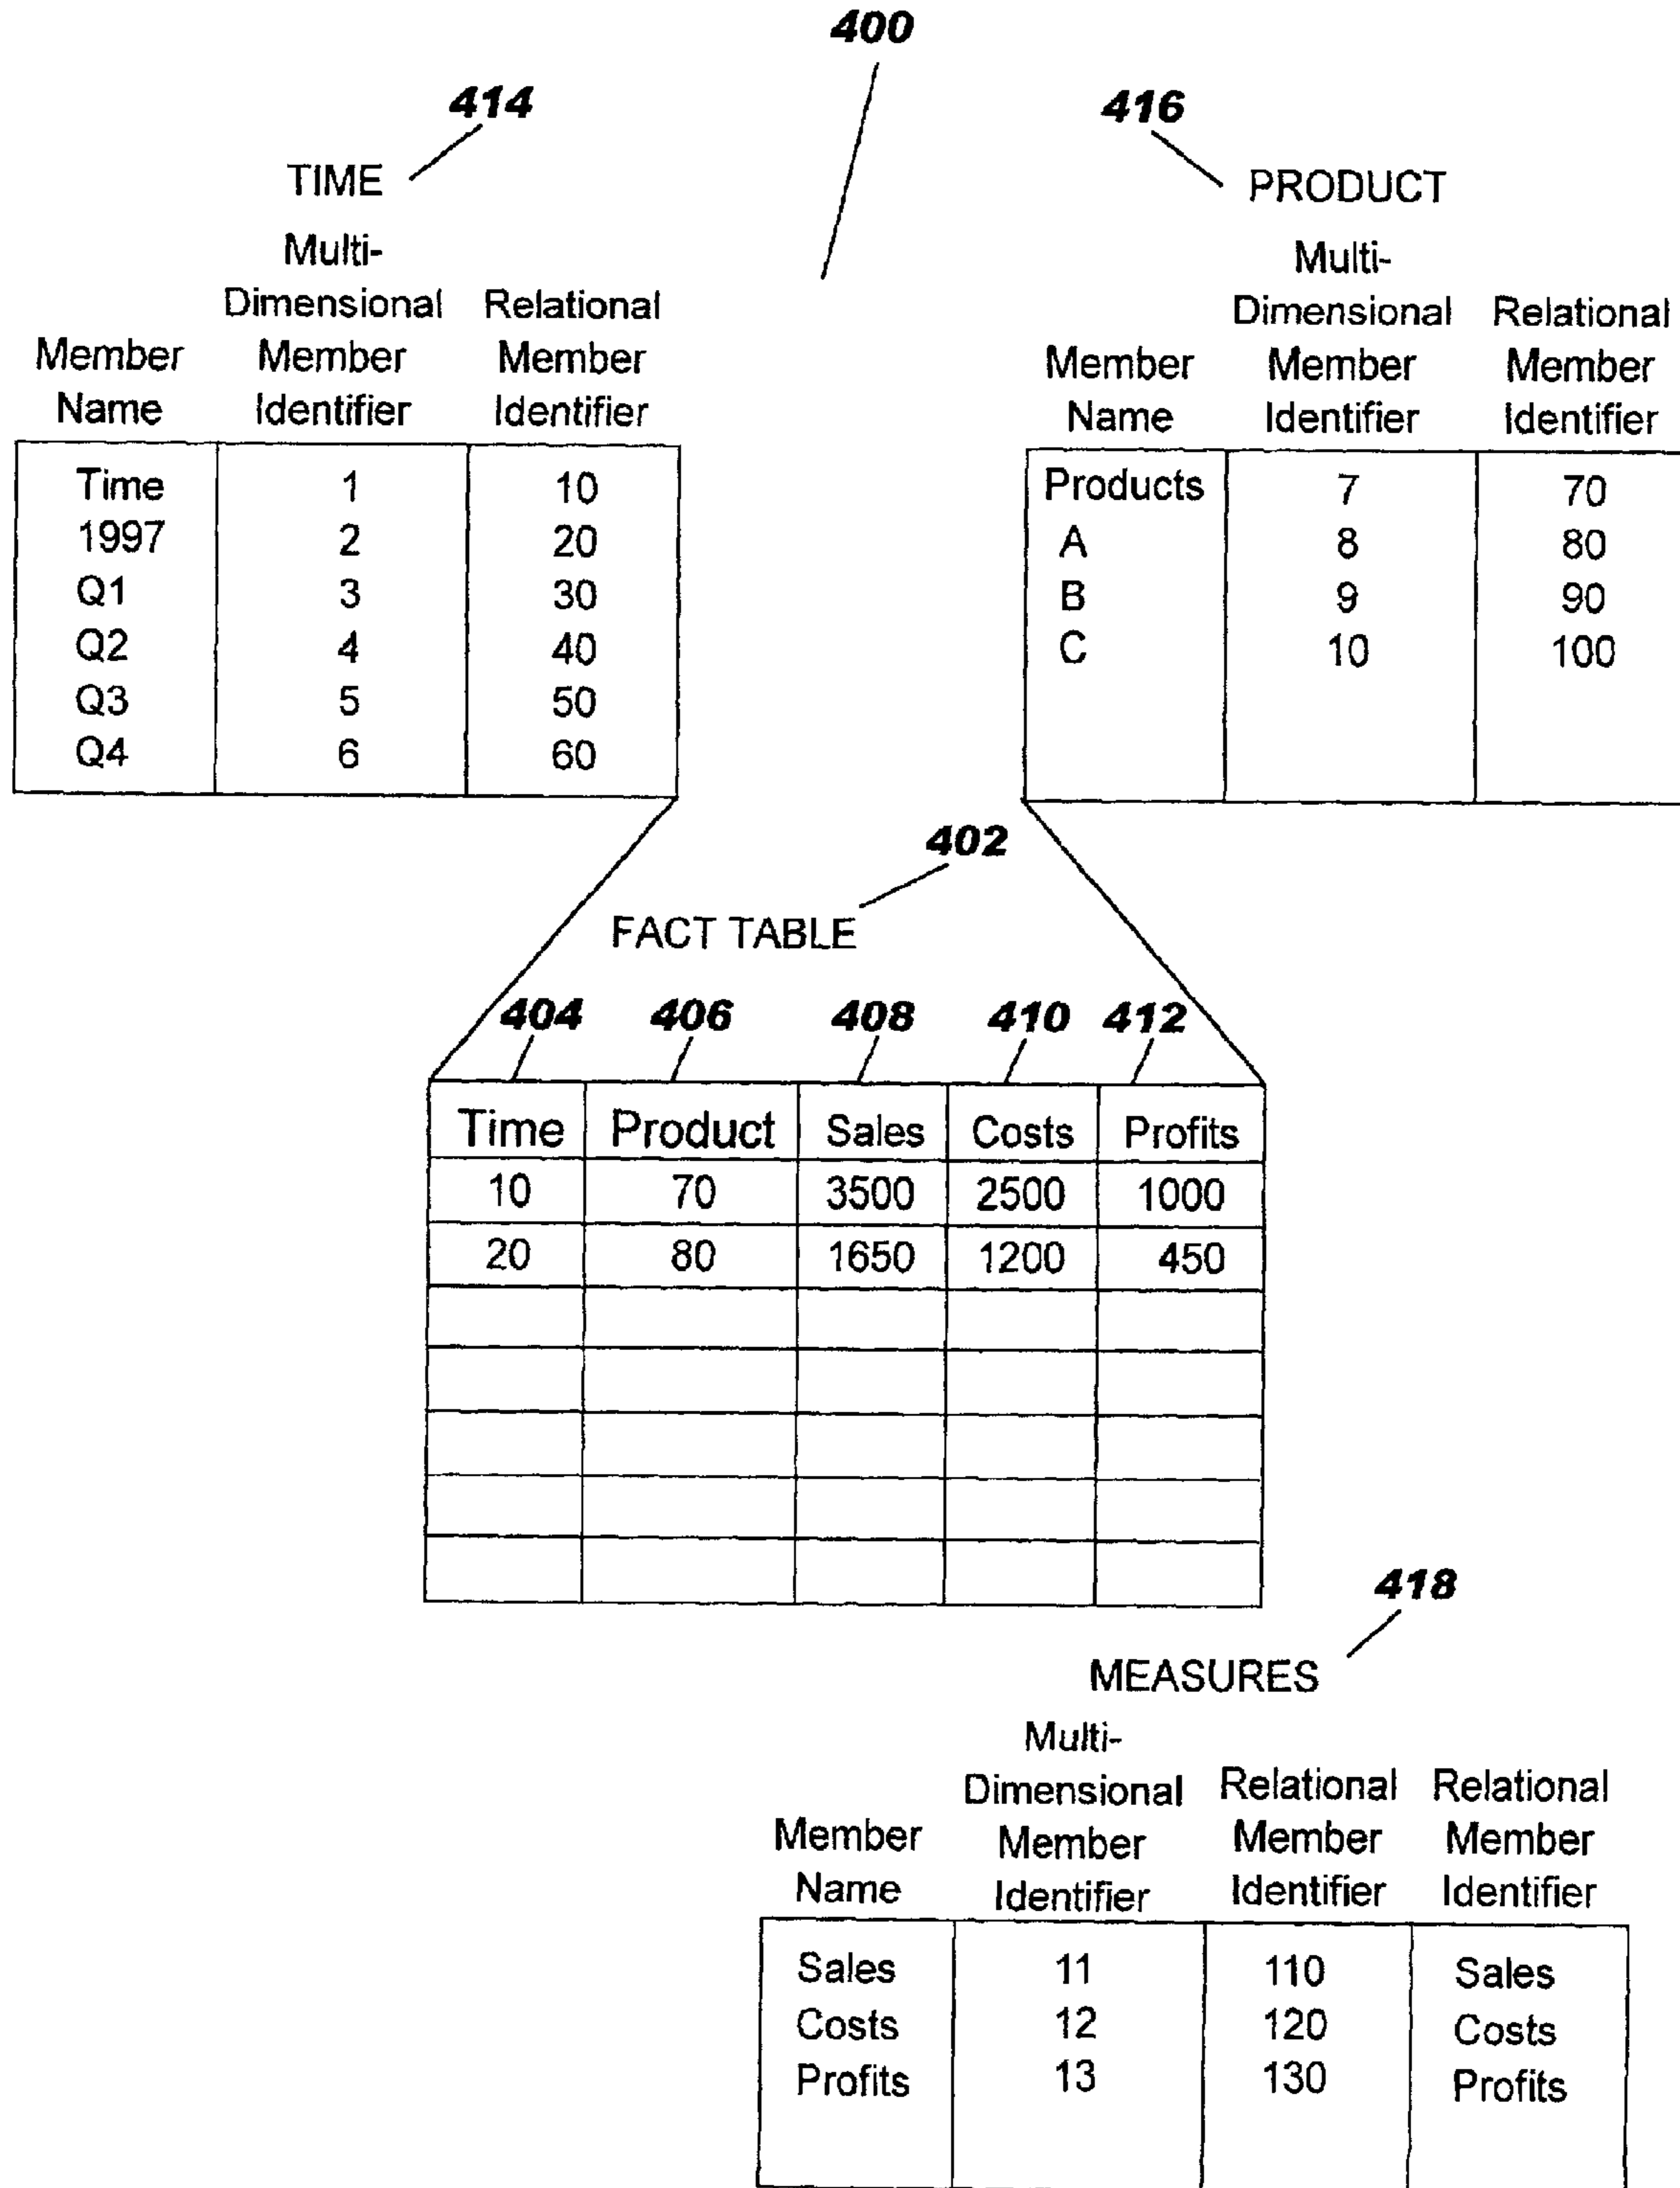 400
414
416
TIME
PRODUCT
Multi-
Dimensional Relational
Member Member Member
Name Identifier Identifier
Time 1 10
1997 2 20
Q1 3 30
Q2 4 40
Q3 5 50
Q4 6 60
Multi-
Dimensional Relational
Member Member Member
Name Identifier Identifier
Products 7 70
A 8 80
B 9 90
C 10 100
402
FACT TABLE
404 406 408 410 412
Time Product Sales Costs Profits
10 70 3500 2500 1000
20 80 1650 1200 450
418
MEASURES
Multi-
Dimensional Relational Relational
Member Member Member Member
Name Identifier Identifier Identifier
Sales 11 110 Sales
Costs 12 120 Costs
Profits 13 130 Profits